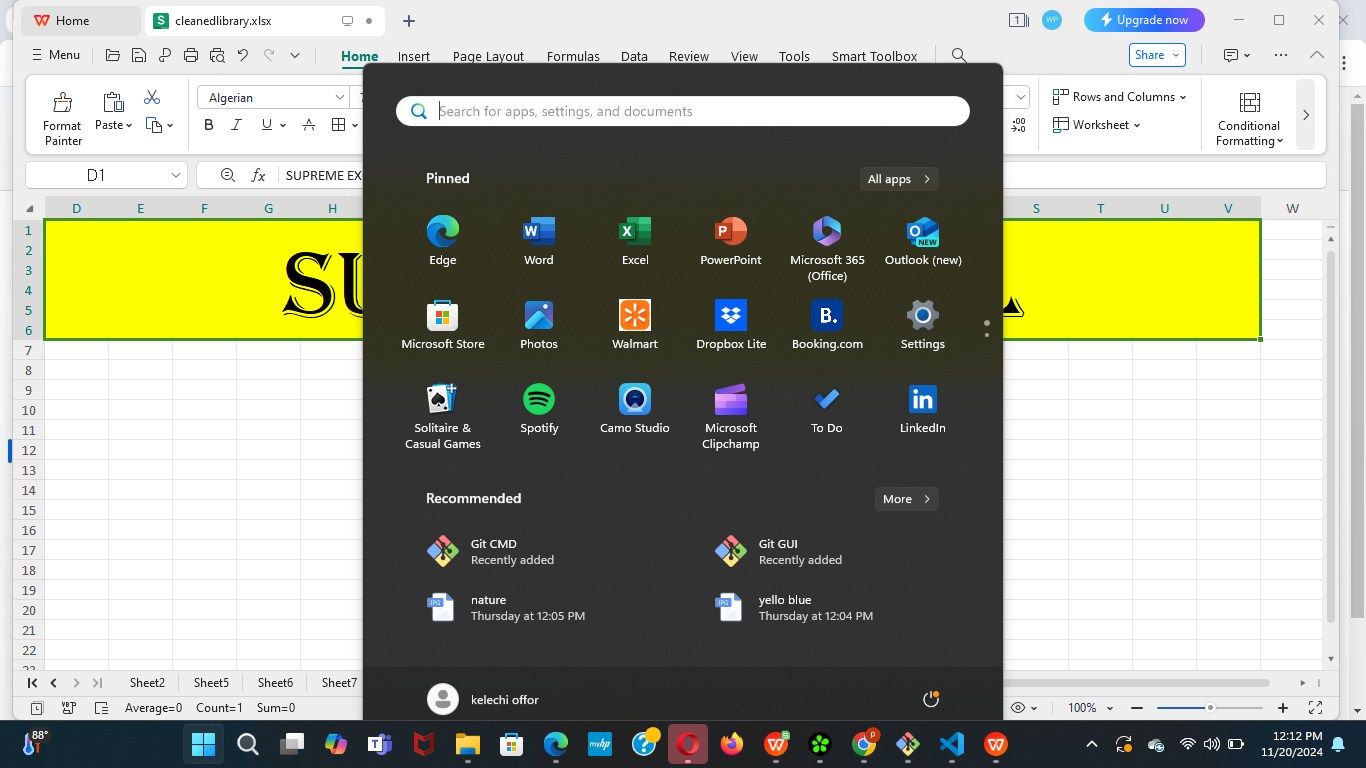 Home
cleanedlibrary.xlsx
1
WP
Upgrade now
Menu
Home
Insert
Page Layout
Formulas
Data
Review
View
Tools
Smart Toolbox
Share
Format
Painter
Paste
Algerian
B I U A
Rows and Columns
Worksheet
Conditional
Formatting
D1
fx
SUPREME EX
D E F G H S T U V W
SU
1
2
3
4
5
6
7
8
9
10
11
12
13
14
15
16
17
18
19
20
21
22
23
Search for apps, settings, and documents
Pinned
All apps
Edge
Word
Excel
PowerPoint
Microsoft 365
(Office)
Outlook (new)
Microsoft Store
Photos
Walmart
Dropbox Lite
B.
Booking.com
Settings
Solitaire &
Casual Games
Spotify
Camo Studio
Microsoft
Clipchamp
To Do
in
LinkedIn
Recommended
More
Git CMD
Recently added
Git GUI
Recently added
nature
Thursday at 12:05 PM
yello blue
Thursday at 12:04 PM
kelechi offor
Sheet2
Sheet5
Sheet6
Sheet7
Average=0 Count=1 Sum=0
100%
88°
12:12 PM
11/20/2024